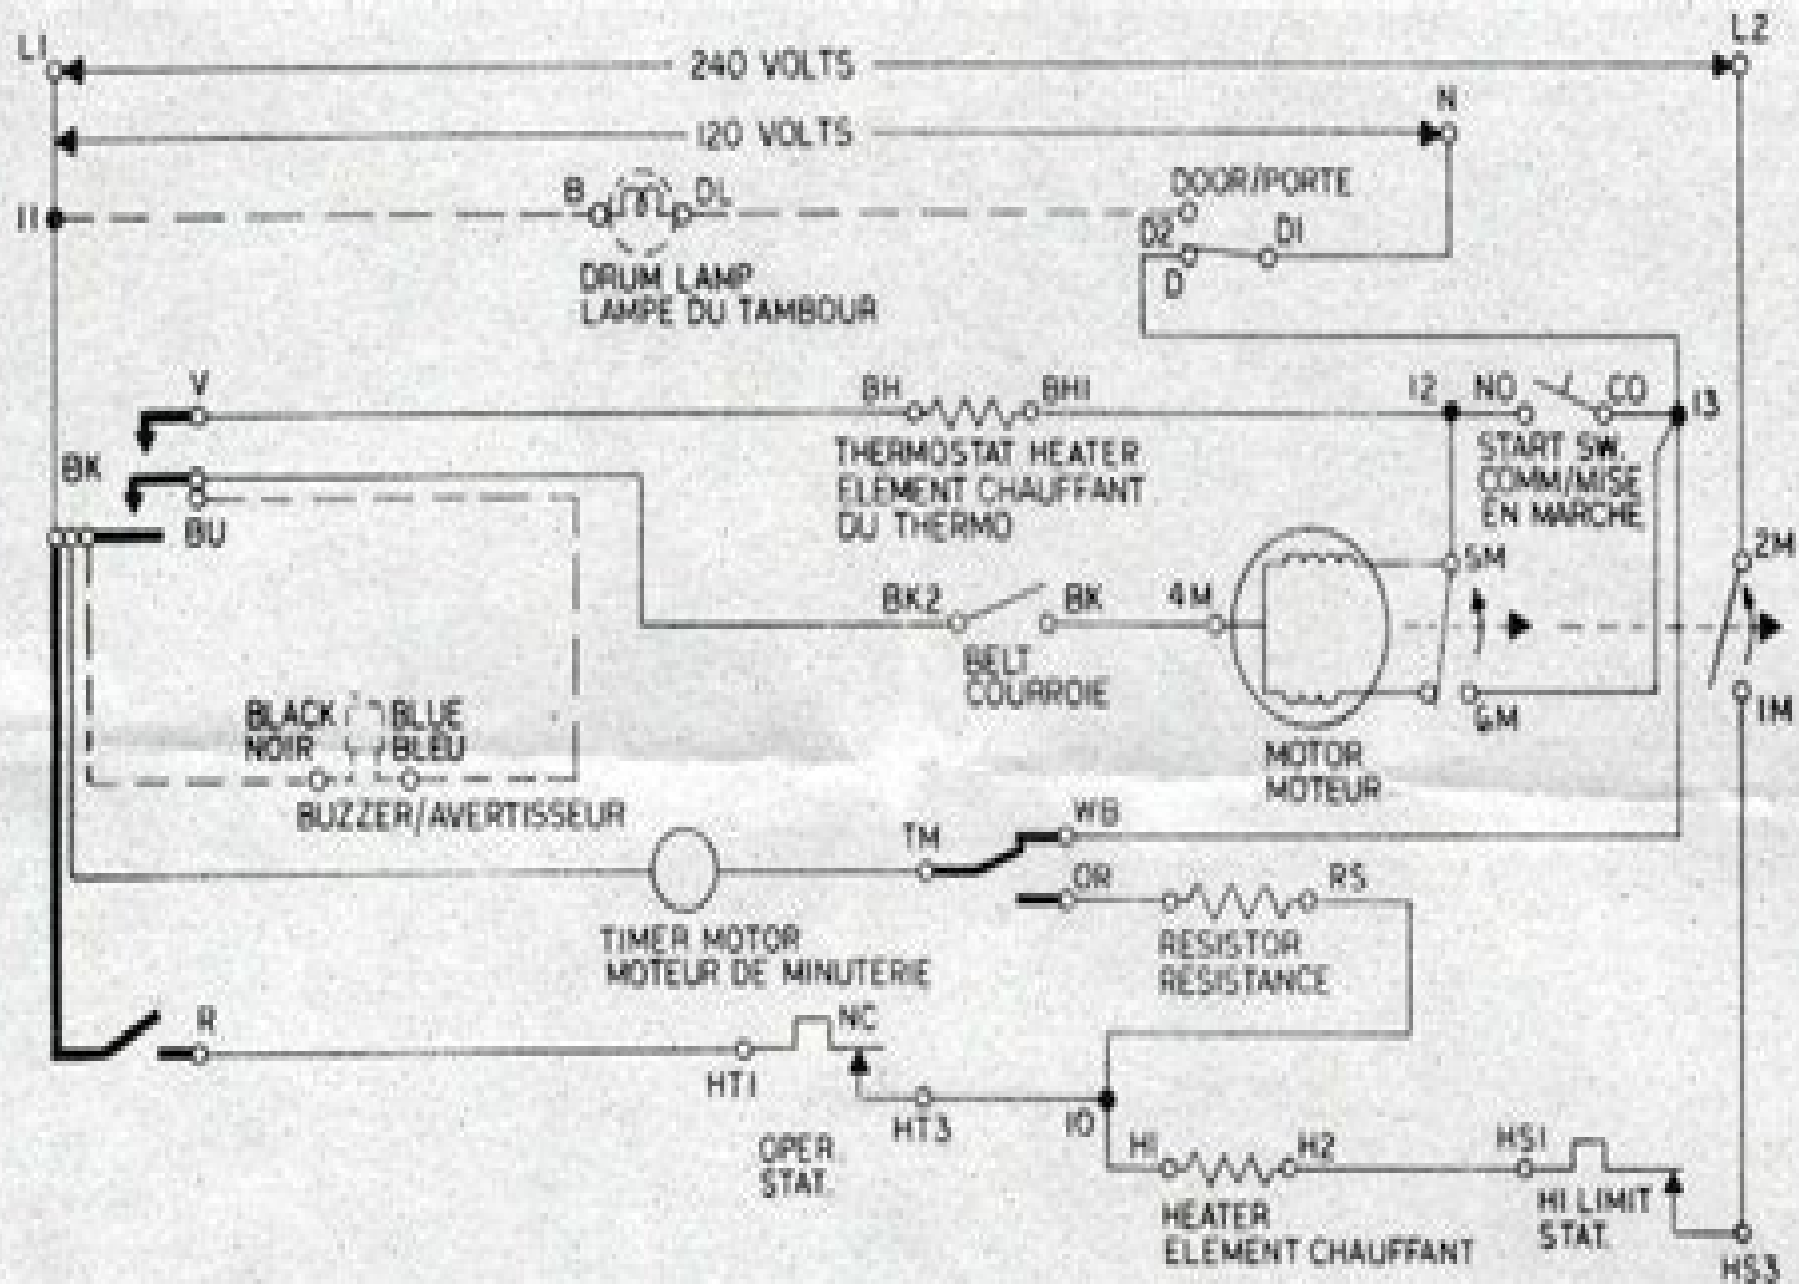 L1
L2
240 VOLTS
N
120 VOLTS
DOOR/PORTE
11
B
DL
D2
D1
D
DRUM LAMP
LAMPE DU TAMBOUR
V
BH
BH1
12
NO
CO
13
THERMOSTAT HEATER
ELEMENT CHAUFFANT
DU THERMO
START SW.
COMM/MISE
EN MARCHE
BK
BU
5M
2M
BK2
BK
4M
BELT
COURROIE
6M
1M
BLACK
NOIR
BLUE
BLEU
MOTOR
MOTEUR
BUZZER/AVERTISSEUR
TM
WB
OR
RS
TIMER MOTOR
MOTEUR DE MINUTERIE
RESISTOR
RESISTANCE
R
NC
HT1
HT3
10
OPER.
STAT.
H1
H2
HS1
HEATER
ELEMENT CHAUFFANT
HI LIMIT
STAT.
HS3